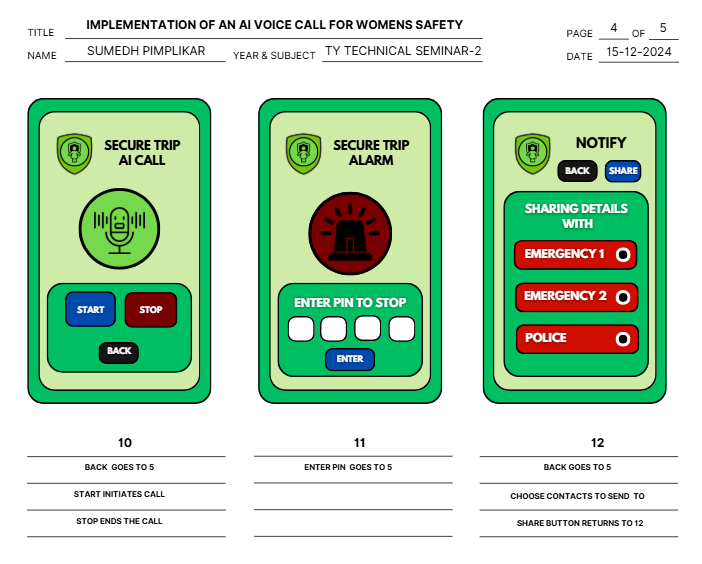 TITLE IMPLEMENTATION OF AN AI VOICE CALL FOR WOMENS SAFETY PAGE 4 OF 5
NAME SUMEDH PIMPLIKAR YEAR & SUBJECT TY TECHNICAL SEMINAR-2 DATE 15-12-2024
SECURE TRIP
AI CALL
START STOP
BACK
SECURE TRIP
ALARM
ENTER PIN TO STOP
ENTER
NOTIFY
BACK SHARE
SHARING DETAILS
WITH
EMERGENCY 1
EMERGENCY 2
POLICE
10
BACK GOES TO 5
START INITIATES CALL
STOP ENDS THE CALL
11
ENTER PIN GOES TO 5
12
BACK GOES TO 5
CHOOSE CONTACTS TO SEND TO
SHARE BUTTON RETURNS TO 12